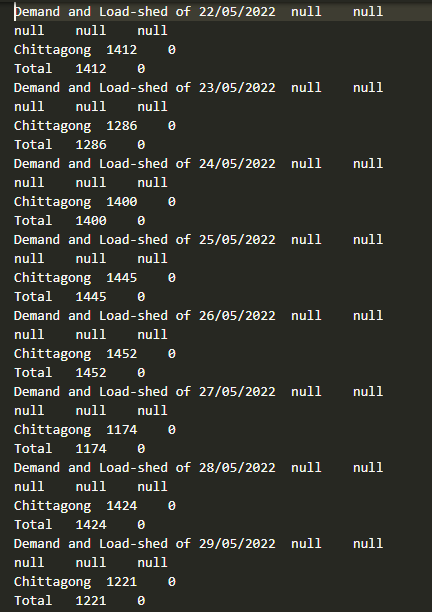 Demand and Load-shed of 22/05/2022 null null
null null null
Chittagong 1412 0
Total 1412 0
Demand and Load-shed of 23/05/2022 null null
null null null
Chittagong 1286 0
Total 1286 0
Demand and Load-shed of 24/05/2022 null null
null null null
Chittagong 1400 0
Total 1400 0
Demand and Load-shed of 25/05/2022 null null
null null null
Chittagong 1445 0
Total 1445 0
Demand and Load-shed of 26/05/2022 null null
null null null
Chittagong 1452 0
Total 1452 0
Demand and Load-shed of 27/05/2022 null null
null null null
Chittagong 1174 0
Total 1174 0
Demand and Load-shed of 28/05/2022 null null
null null null
Chittagong 1424 0
Total 1424 0
Demand and Load-shed of 29/05/2022 null null
null null null
Chittagong 1221 0
Total 1221 0